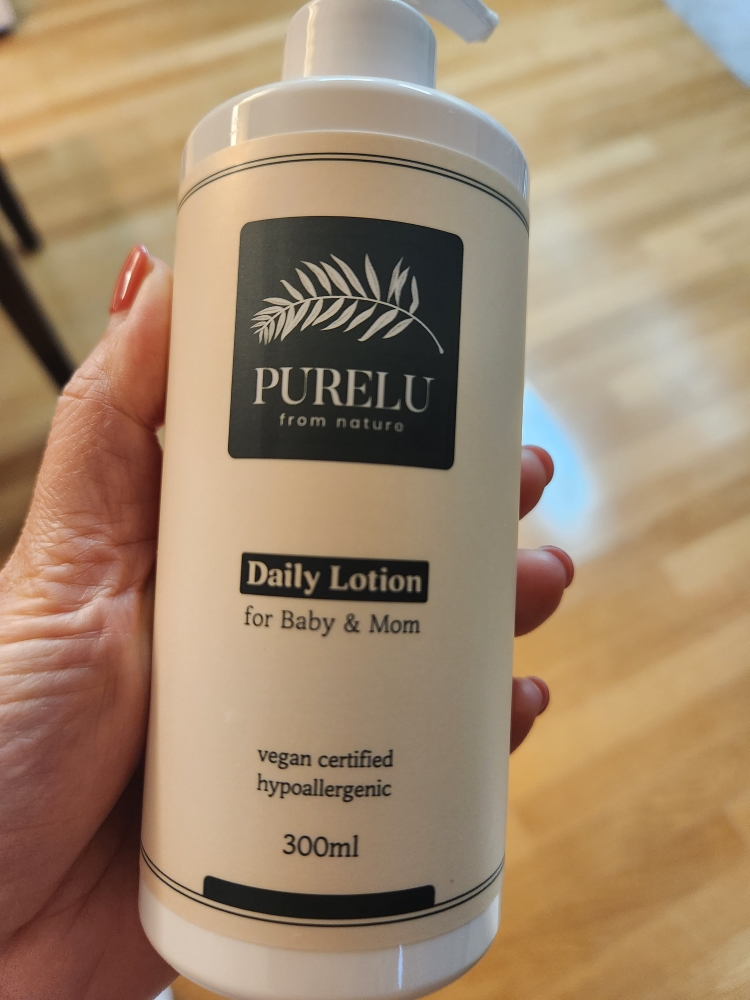 PURELU
from nature
Daily Lotion
for Baby & Mom
vegan certified
hypoallergenic
300ml